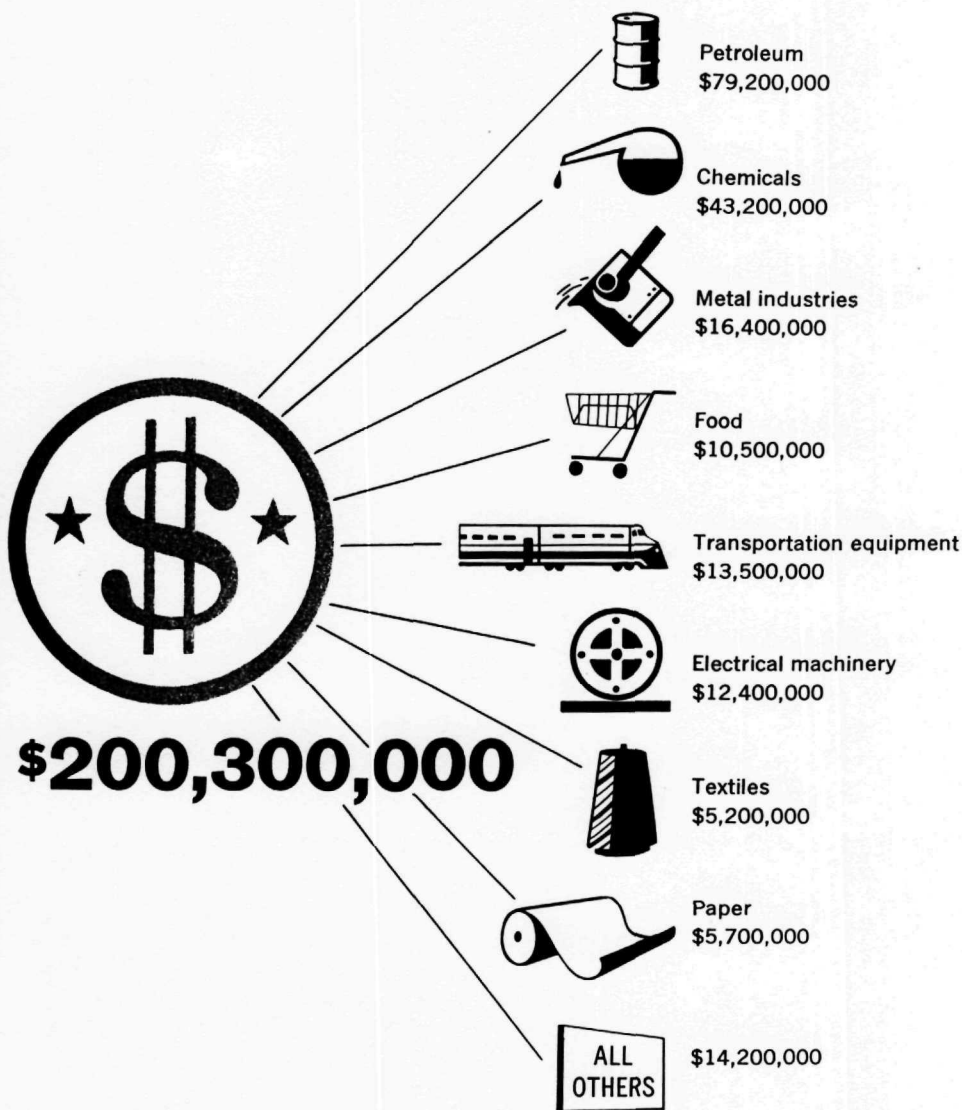 Petroleum
$79,200,000
Chemicals
$43,200,000
Metal industries
$16,400,000
Food
$10,500,000
Transportation equipment
$13,500,000
Electrical machinery
$12,400,000
$
$200,300,000
Textiles
$5,200,000
Paper
$5,700,000
ALL
OTHERS
$14,200,000